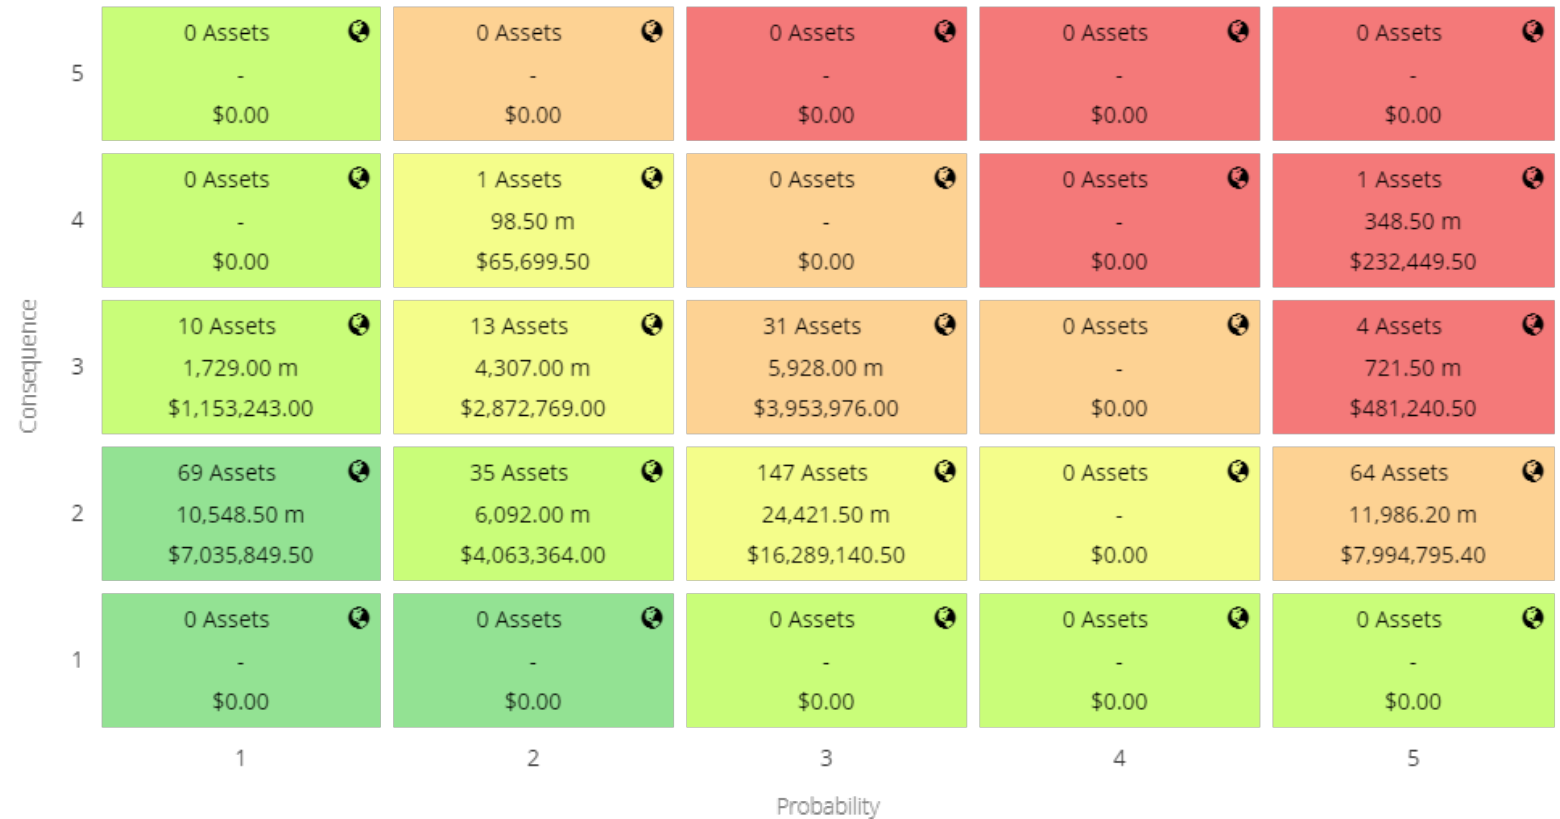 0 Assets
-
$0.00
0 Assets
-
$0.00
0 Assets
-
$0.00
0 Assets
-
$0.00
0 Assets
-
$0.00
5
0 Assets
-
$0.00
1 Assets
98.50 m
$65,699.50
0 Assets
-
$0.00
0 Assets
-
$0.00
1 Assets
348.50 m
$232,449.50
4
10 Assets
1,729.00 m
$1,153,243.00
13 Assets
4,307.00 m
$2,872,769.00
31 Assets
5,928.00 m
$3,953,976.00
0 Assets
-
$0.00
4 Assets
721.50 m
$481,240.50
3
Consequence
69 Assets
10,548.50 m
$7,035,849.50
35 Assets
6,092.00 m
$4,063,364.00
147 Assets
24,421.50 m
$16,289,140.50
0 Assets
-
$0.00
64 Assets
11,986.20 m
$7,994,795.40
2
0 Assets
-
$0.00
0 Assets
-
$0.00
0 Assets
-
$0.00
0 Assets
-
$0.00
0 Assets
-
$0.00
1
1
2
3
4
5
Probability